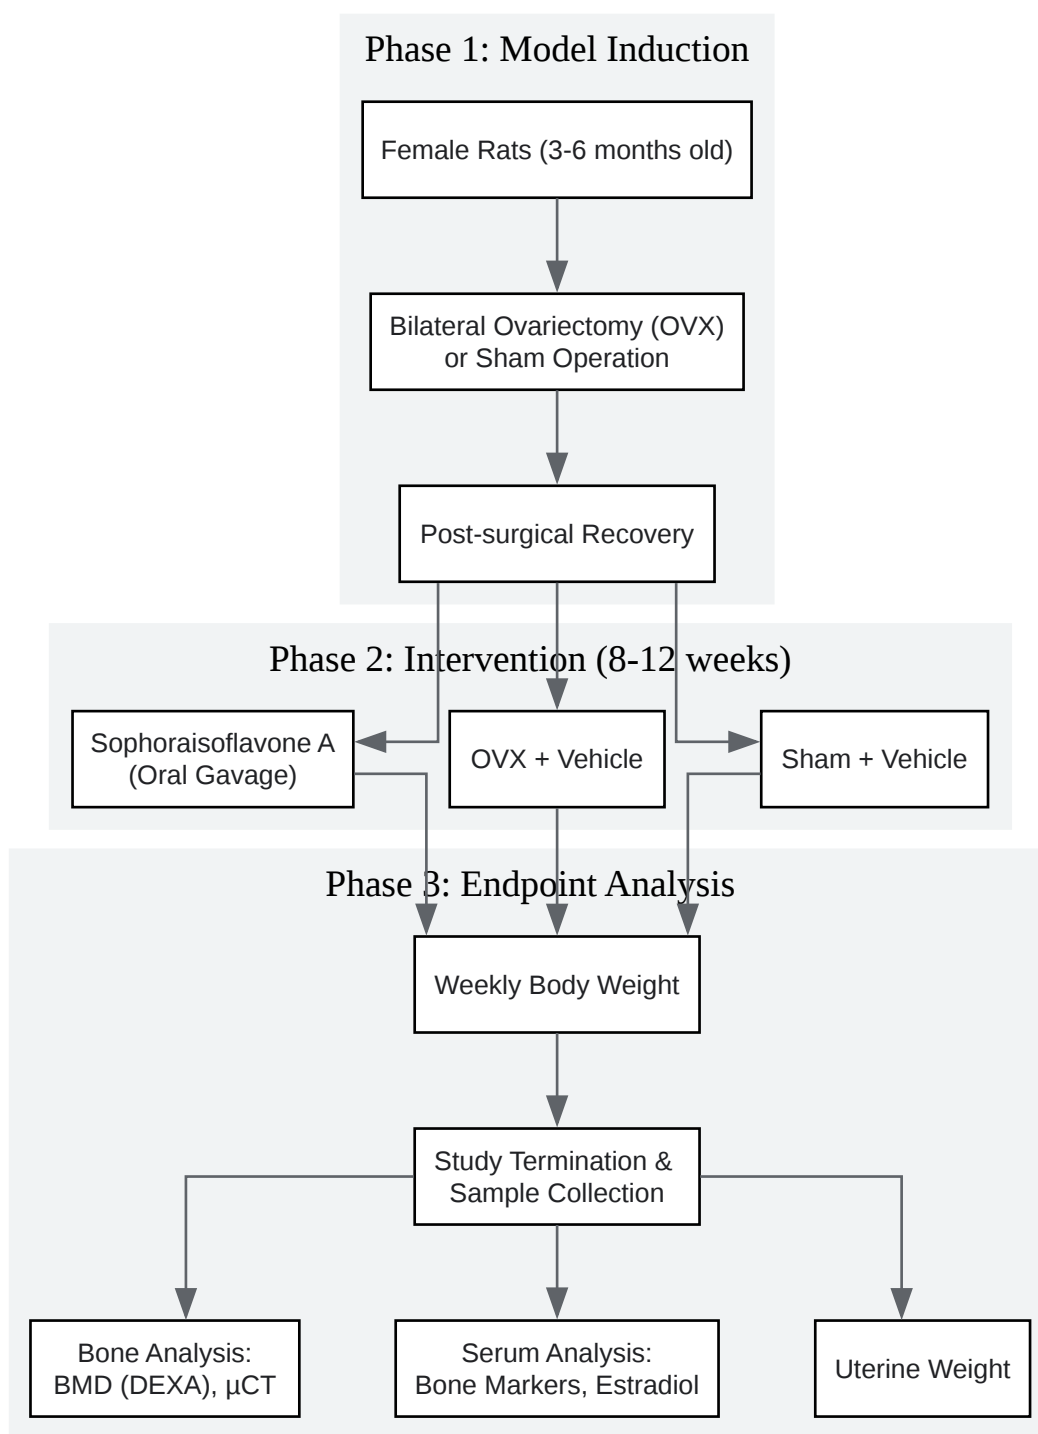 Phase 1: Model Induction
Female Rats (3-6 months old)
Bilateral Ovariectomy (OVX)
or Sham Operation
Post-surgical Recovery
Phase 2: Intervention (8-12 weeks)
Sophoraisoflavone A
(Oral Gavage)
OVX + Vehicle
Sham + Vehicle
Phase 3: Endpoint Analysis
Weekly Body Weight
Study Termination &
Sample Collection
Bone Analysis:
BMD (DEXA), µCT
Serum Analysis:
Bone Markers, Estradiol
Uterine Weight